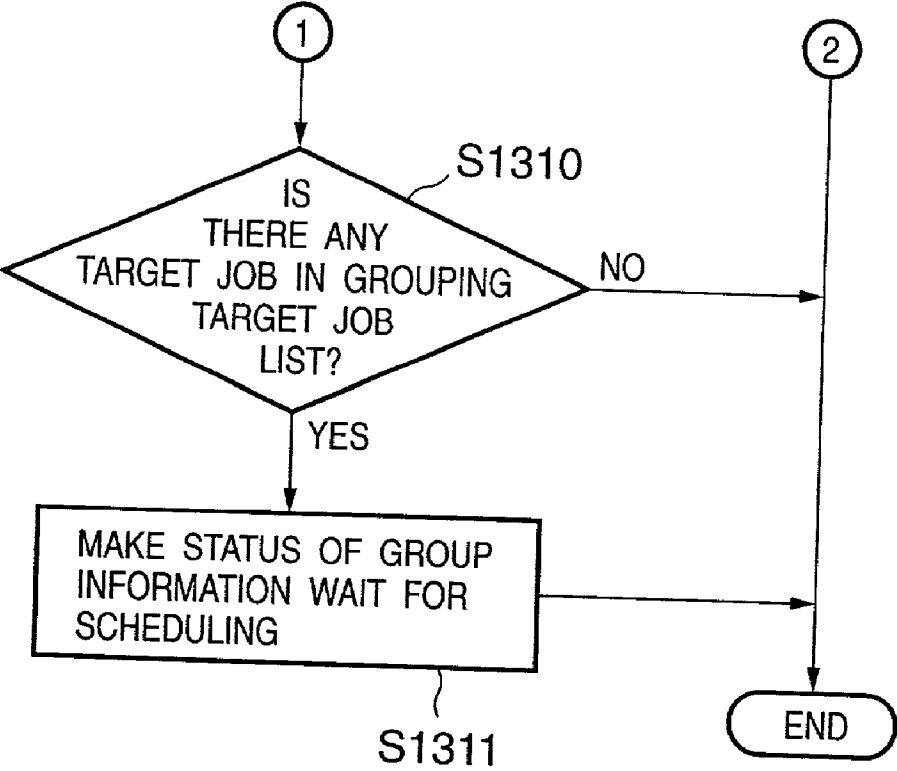 1
2
S1310
IS
THERE ANY
TARGET JOB IN GROUPING
TARGET JOB
LIST?
NO
YES
MAKE STATUS OF GROUP
INFORMATION WAIT FOR
SCHEDULING
S1311
END